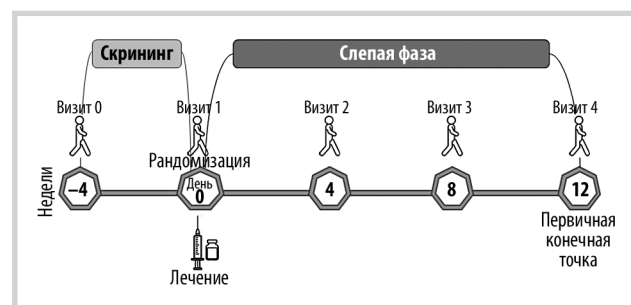 Скрининг
Слепая фаза
Визит 0
Визит 1
Визит 2
Визит 3
Визит 4
Рандомизация
Недели
–4
День
0
4
8
12
Лечение
Первичная
конечная
точка